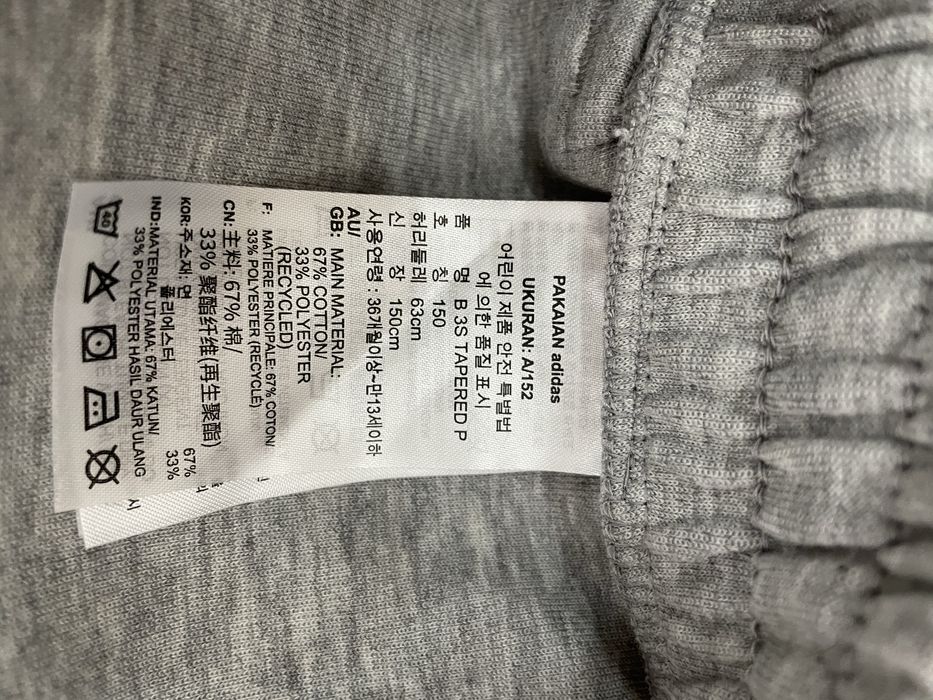 PAKAIAN adidas
UKURAN: A/152
어린이 제품 안전 특별법
에 의한 품질 표시
품 명 B 3S TAPERED P
호 칭 150
허리둘레 63cm
신 장 150cm
사용연령 : 36개월이상~만13세이하
AU/
GB: MAIN MATERIAL:
67% COTTON/
33% POLYESTER
(RECYCLED)
F: MATIERE PRINCIPALE: 67% COTON/
33% POLYESTER (RECYCLÉ)
CN: 主料: 67% 棉/
33% 聚酯纤维(再生聚酯)
KOR: 주소재: 면 67%
폴리에스터 33%
IND:MATERIAL UTAMA: 67% KATUN/
33% POLYESTER HASIL DAUR ULANG
40